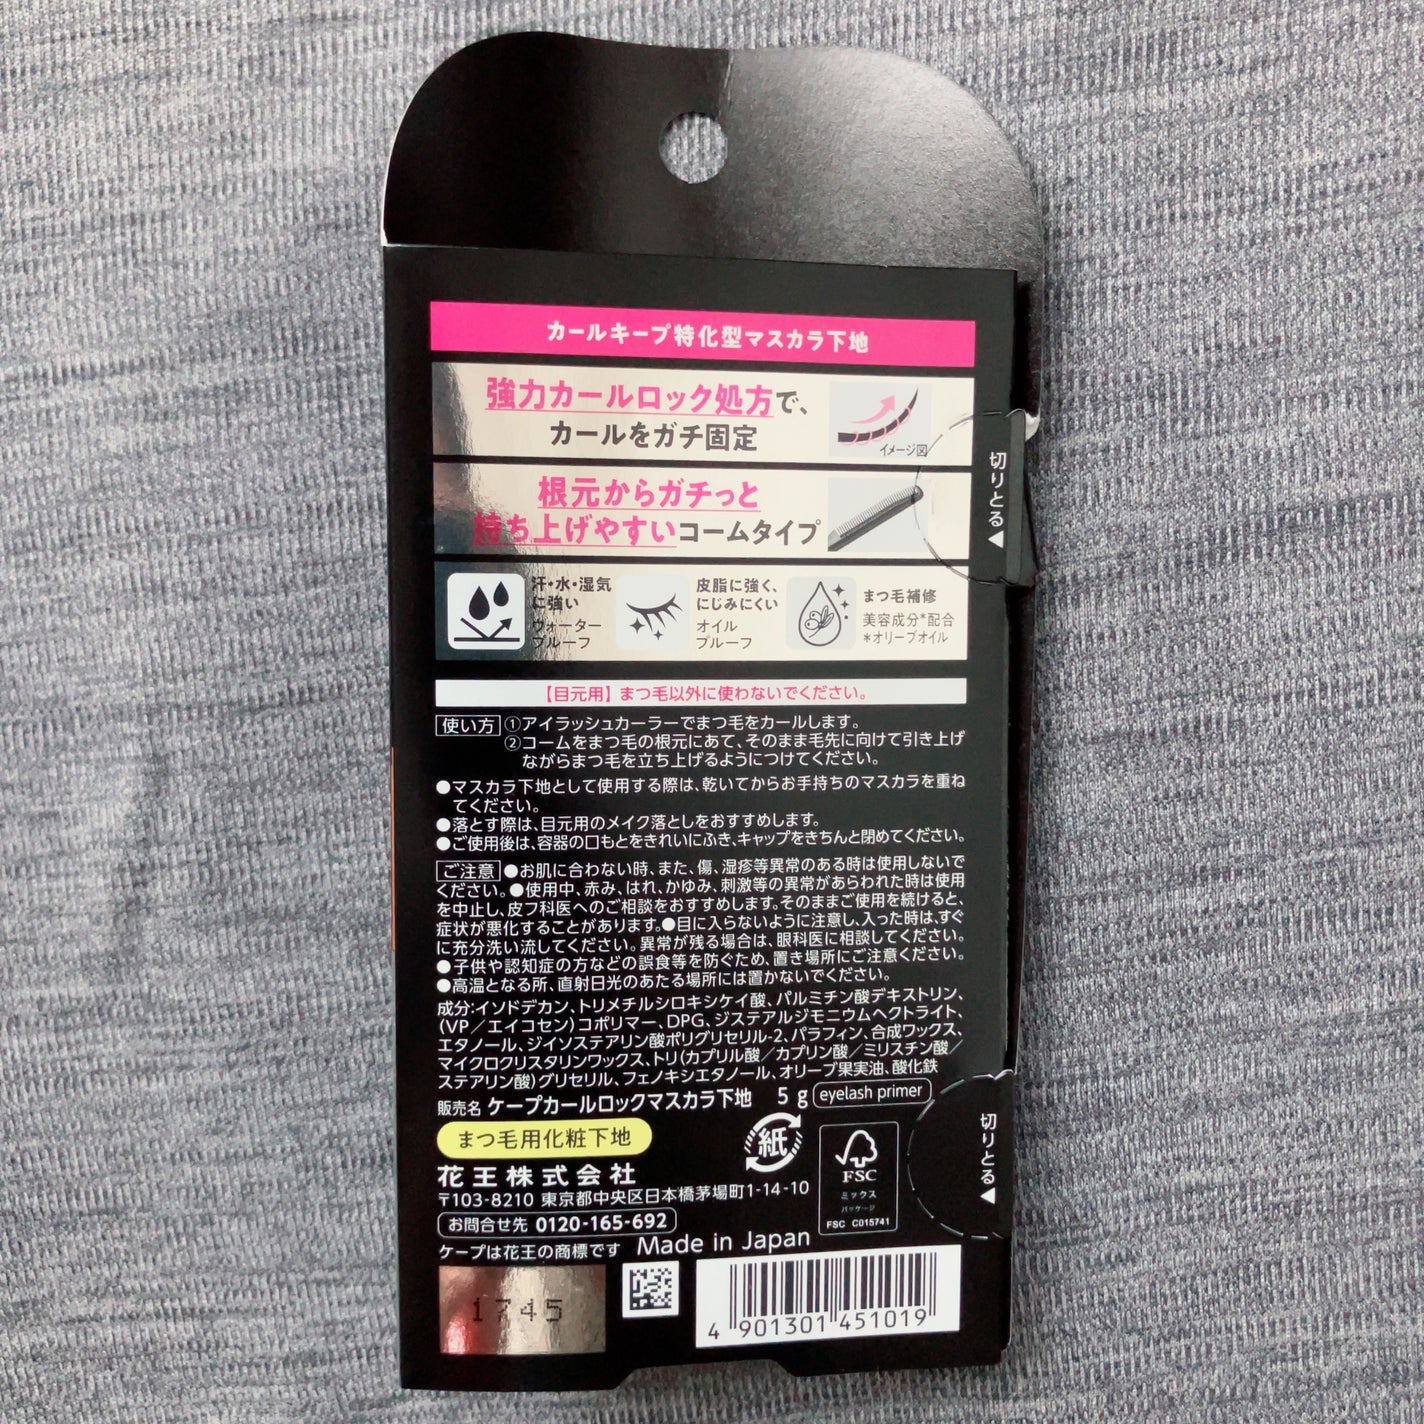 カールキープ特化型マスカラ下地
強力カールロック処方で、
カールをガチ固定
イメージ図
根元からガチっと
持ち上げやすいコームタイプ
汗・水・湿気
に強い
ウォーター
プルーフ
皮脂に強く、
にじみにくい
オイル
プルーフ
まつ毛補修
美容成分*配合
*オリーブオイル
切りとる◀
【目元用】まつ毛以外に使わないでください。
使い方 ①アイラッシュカーラーでまつ毛をカールします。
②コームをまつ毛の根元にあて、そのまま毛先に向けて引き上げ
ながらまつ毛を立ち上げるようにつけてください。
●マスカラ下地として使用する際は、乾いてからお手持ちのマスカラを重ね
てください。
●落とす際は、目元用のメイク落としをおすすめします。
●ご使用後は、容器の口もとをきれいにふき、キャップをきちんと閉めてください。
ご注意 ●お肌に合わない時、また、傷、湿疹等異常のある時は使用しないで
ください。●使用中、赤み、はれ、かゆみ、刺激等の異常があらわれた時は使用
を中止し、皮フ科医へのご相談をおすすめします。そのままご使用を続けると、
症状が悪化することがあります。●目に入らないように注意し、入った時は、すぐ
に充分洗い流してください。異常が残る場合は、眼科医に相談してください。
●子供や認知症の方などの誤食等を防ぐため、置き場所にご注意ください。
●高温となる所、直射日光のあたる場所には置かないでください。
成分:イソドデカン、トリメチルシロキシケイ酸、パルミチン酸デキストリン、
(VP／エイコセン)コポリマー、DPG、ジステアルジモニウムヘクトライト、
エタノール、ジイソステアリン酸ポリグリセリル-2、パラフィン、合成ワックス、
マイクロクリスタリンワックス、トリ(カプリル酸／カプリン酸／ミリスチン酸／
ステアリン酸)グリセリル、フェノキシエタノール、オリーブ果実油、酸化鉄
販売名 ケープカールロックマスカラ下地 5 g eyelash primer
まつ毛用化粧下地
紙
FSC
ミックス
パッケージ
FSC C015741
切りとる◀
花王株式会社
〒103-8210 東京都中央区日本橋茅場町1-14-10
お問合せ先 0120-165-692
ケープは花王の商標です Made in Japan
1745
4 901301 451019